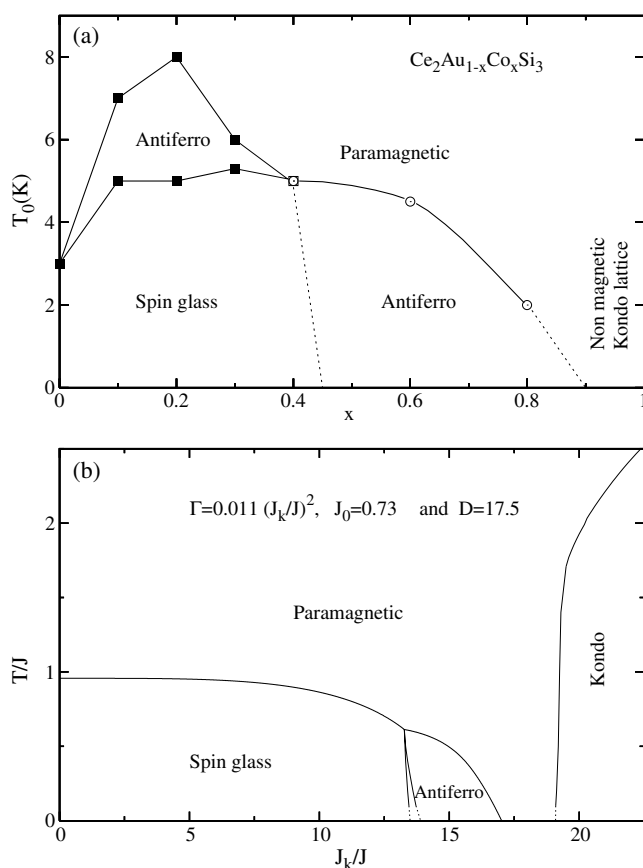 (a)
Ce₂Au₁₋ₓCoₓSi₃
8
6
4
2
0
T₀(K)
Antiferro
Paramagnetic
Spin glass
Antiferro
Non magnetic
Kondo lattice
0 0.2 0.4 0.6 0.8 1
x
(b)
Γ=0.011 (Jₖ/J)², J₀=0.73 and D=17.5
2
1
0
T/J
Paramagnetic
Kondo
Spin glass
Antiferro
0 5 10 15 20
Jₖ/J